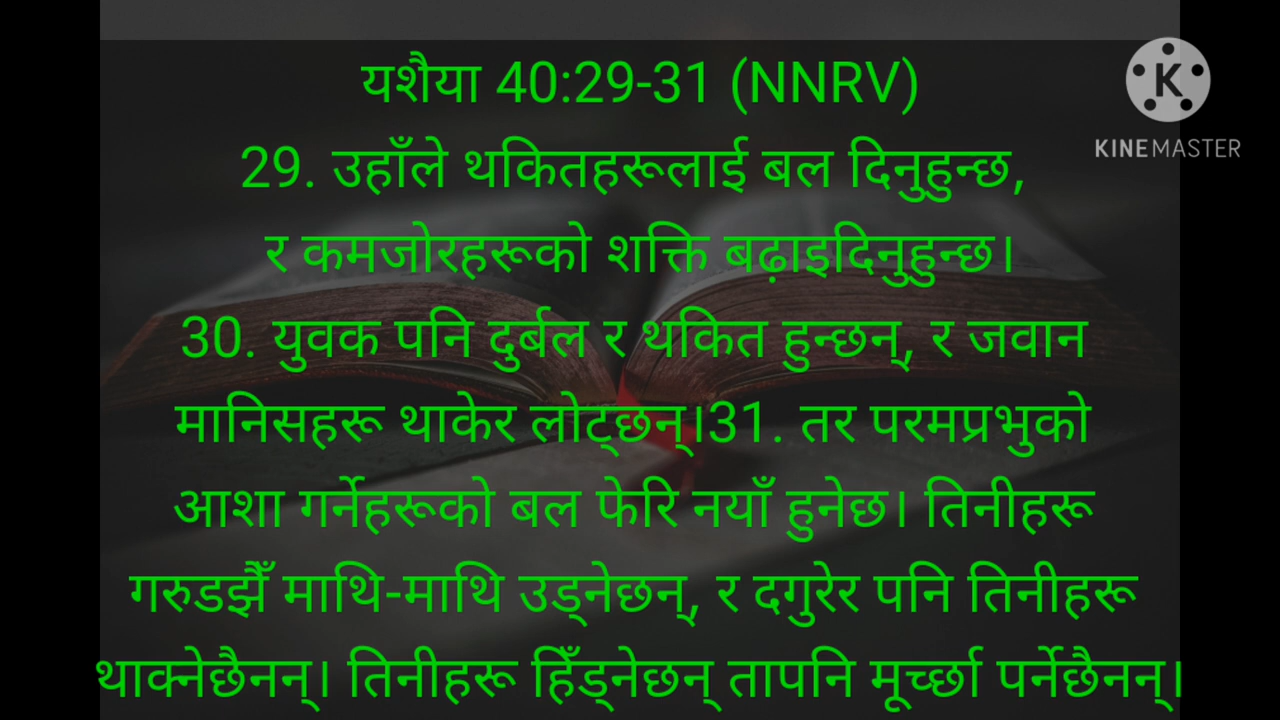 यशैया 40:29-31 (NNRV)
KINEMASTER
29. उहाँले थकितहरूलाई बल दिनुहुन्छ,
र कमजोरहरूको शक्ति बढ़ाइदिनुहुन्छ।
30. युवक पनि दुर्बल र थकित हुन्छन्, र जवान
मानिसहरू थाकेर लोट्छन्।31. तर परमप्रभुको
आशा गर्नेहरूको बल फेरि नयाँ हुनेछ। तिनीहरू
गरुडझैँ माथि-माथि उड्नेछन्, र दगुरेर पनि तिनीहरू
थाक्नेछैनन्। तिनीहरू हिँड्नेछन् तापनि मूर्च्छा पर्नेछैनन्।